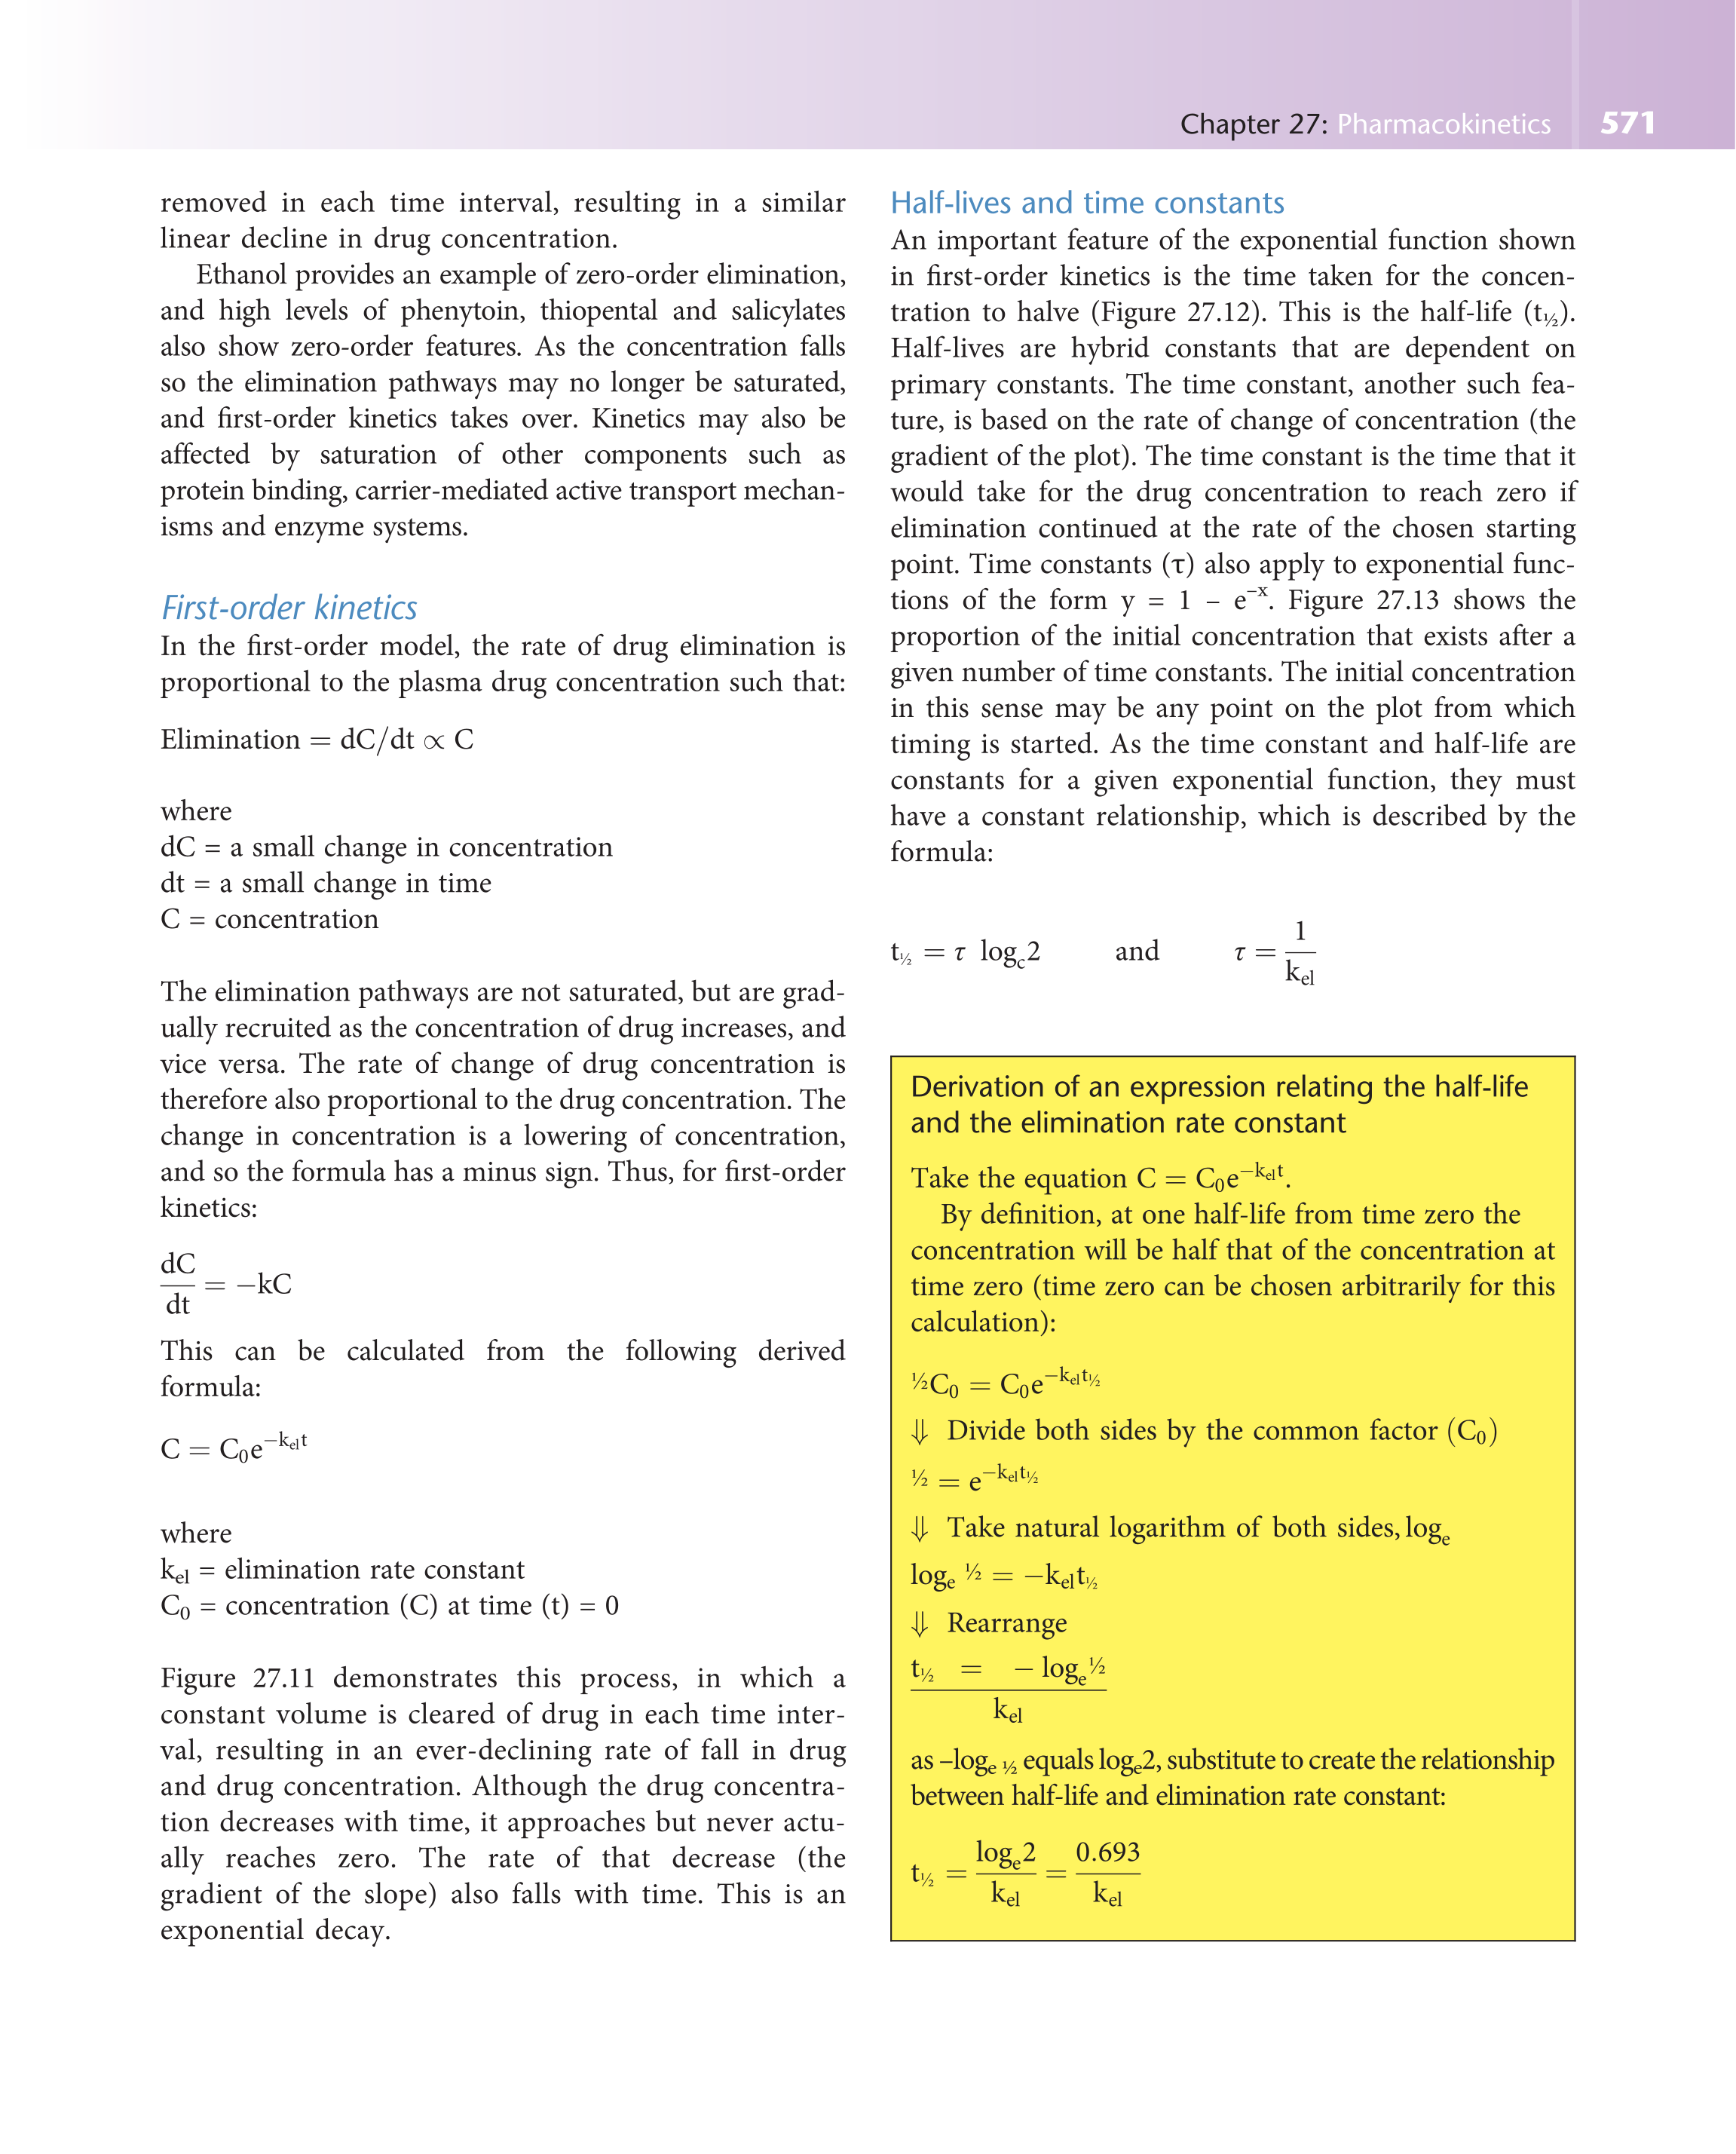 Chapter 27: Pharmacokinetics 571
removed in each time interval, resulting in a similar
linear decline in drug concentration.
Ethanol provides an example of zero-order elimination,
and high levels of phenytoin, thiopental and salicylates
also show zero-order features. As the concentration falls
so the elimination pathways may no longer be saturated,
and first-order kinetics takes over. Kinetics may also be
affected by saturation of other components such as
protein binding, carrier-mediated active transport mechan-
isms and enzyme systems.
First-order kinetics
In the first-order model, the rate of drug elimination is
proportional to the plasma drug concentration such that:
Elimination = dC/dt ∝ C
where
dC = a small change in concentration
dt = a small change in time
C = concentration
The elimination pathways are not saturated, but are grad-
ually recruited as the concentration of drug increases, and
vice versa. The rate of change of drug concentration is
therefore also proportional to the drug concentration. The
change in concentration is a lowering of concentration,
and so the formula has a minus sign. Thus, for first-order
kinetics:
dC/dt = −kC
This can be calculated from the following derived
formula:
C = C₀e^(−k_el t)
where
k_el = elimination rate constant
C₀ = concentration (C) at time (t) = 0
Figure 27.11 demonstrates this process, in which a
constant volume is cleared of drug in each time inter-
val, resulting in an ever-declining rate of fall in drug
and drug concentration. Although the drug concentra-
tion decreases with time, it approaches but never actu-
ally reaches zero. The rate of that decrease (the
gradient of the slope) also falls with time. This is an
exponential decay.
Half-lives and time constants
An important feature of the exponential function shown
in first-order kinetics is the time taken for the concen-
tration to halve (Figure 27.12). This is the half-life (t½).
Half-lives are hybrid constants that are dependent on
primary constants. The time constant, another such fea-
ture, is based on the rate of change of concentration (the
gradient of the plot). The time constant is the time that it
would take for the drug concentration to reach zero if
elimination continued at the rate of the chosen starting
point. Time constants (τ) also apply to exponential func-
tions of the form y = 1 – e^(–x). Figure 27.13 shows the
proportion of the initial concentration that exists after a
given number of time constants. The initial concentration
in this sense may be any point on the plot from which
timing is started. As the time constant and half-life are
constants for a given exponential function, they must
have a constant relationship, which is described by the
formula:
t½ = τ log_c 2 and τ = 1/k_el
Derivation of an expression relating the half-life
and the elimination rate constant
Take the equation C = C₀e^(−k_el t).
By definition, at one half-life from time zero the
concentration will be half that of the concentration at
time zero (time zero can be chosen arbitrarily for this
calculation):
½C₀ = C₀e^(−k_el t½)
⇓ Divide both sides by the common factor (C₀)
½ = e^(−k_el t½)
⇓ Take natural logarithm of both sides, log_e
log_e ½ = −k_el t½
⇓ Rearrange
t½ = − log_e ½
k_el
as –log_e ½ equals log_e 2, substitute to create the relationship
between half-life and elimination rate constant:
t½ = log_e 2/k_el = 0.693/k_el